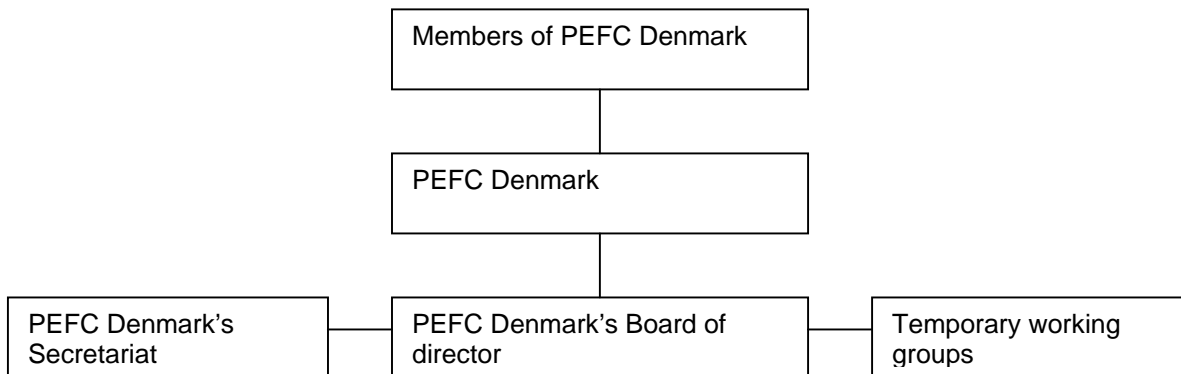 Members of PEFC Denmark
PEFC Denmark
PEFC Denmark’s
Secretariat
PEFC Denmark’s Board of
director
Temporary working
groups